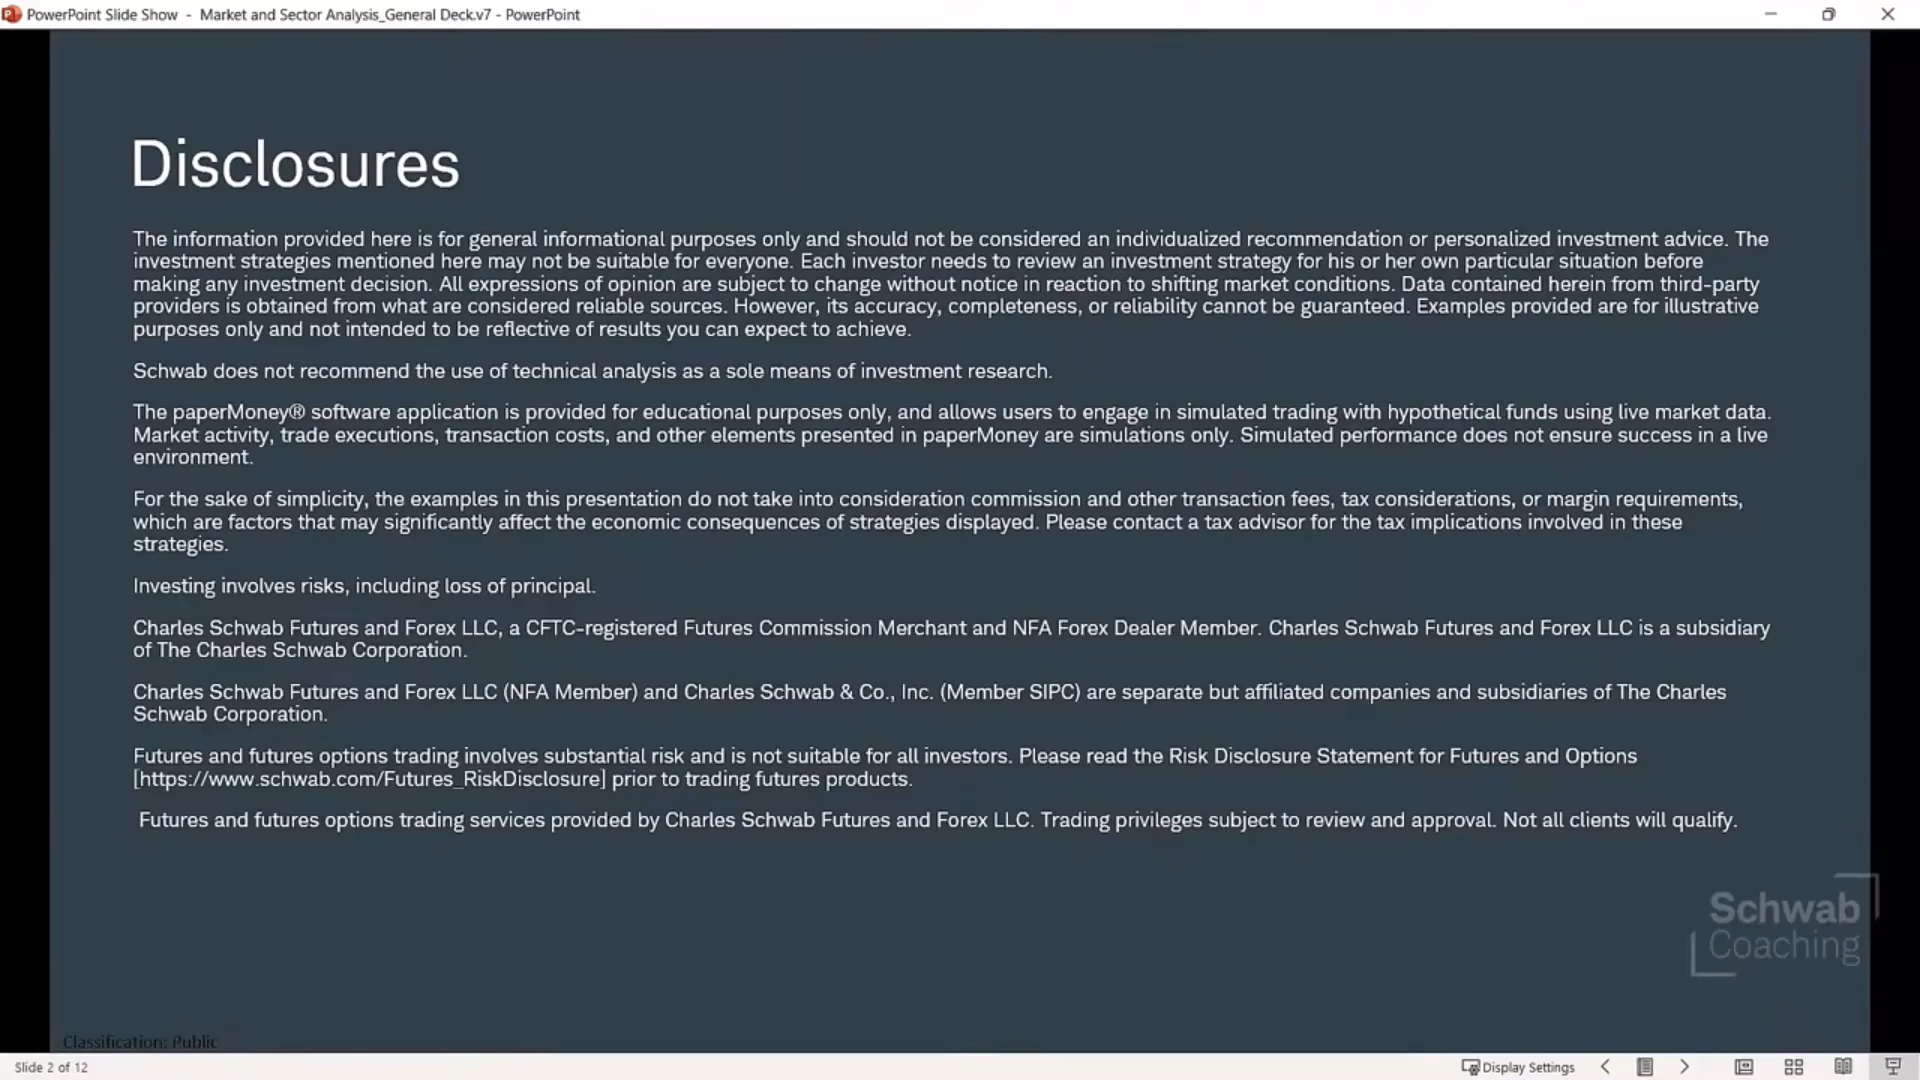 PowerPoint Slide Show - Market and Sector Analysis_General Deck.v7 - PowerPoint
Disclosures
The information provided here is for general informational purposes only and should not be considered an individualized recommendation or personalized investment advice. The
investment strategies mentioned here may not be suitable for everyone. Each investor needs to review an investment strategy for his or her own particular situation before
making any investment decision. All expressions of opinion are subject to change without notice in reaction to shifting market conditions. Data contained herein from third-party
providers is obtained from what are considered reliable sources. However, its accuracy, completeness, or reliability cannot be guaranteed. Examples provided are for illustrative
purposes only and not intended to be reflective of results you can expect to achieve.
Schwab does not recommend the use of technical analysis as a sole means of investment research.
The paperMoney® software application is provided for educational purposes only, and allows users to engage in simulated trading with hypothetical funds using live market data.
Market activity, trade executions, transaction costs, and other elements presented in paperMoney are simulations only. Simulated performance does not ensure success in a live
environment.
For the sake of simplicity, the examples in this presentation do not take into consideration commission and other transaction fees, tax considerations, or margin requirements,
which are factors that may significantly affect the economic consequences of strategies displayed. Please contact a tax advisor for the tax implications involved in these
strategies.
Investing involves risks, including loss of principal.
Charles Schwab Futures and Forex LLC, a CFTC-registered Futures Commission Merchant and NFA Forex Dealer Member. Charles Schwab Futures and Forex LLC is a subsidiary
of The Charles Schwab Corporation.
Charles Schwab Futures and Forex LLC (NFA Member) and Charles Schwab & Co., Inc. (Member SIPC) are separate but affiliated companies and subsidiaries of The Charles
Schwab Corporation.
Futures and futures options trading involves substantial risk and is not suitable for all investors. Please read the Risk Disclosure Statement for Futures and Options
[https://www.schwab.com/Futures_RiskDisclosure] prior to trading futures products.
Futures and futures options trading services provided by Charles Schwab Futures and Forex LLC. Trading privileges subject to review and approval. Not all clients will qualify.
Schwab
Coaching
Classification: Public
Slide 2 of 12
Display Settings